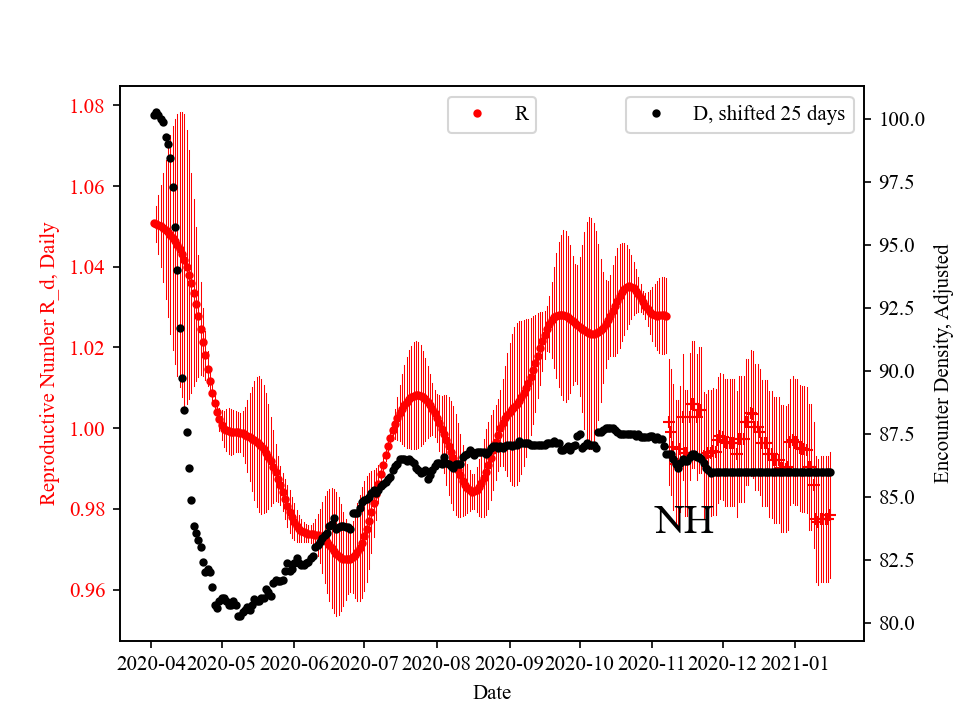 1.08
1.06
1.04
1.02
1.00
0.98
0.96
Reproductive Number R_d, Daily
R
D, shifted 25 days
NH
100.0
97.5
95.0
92.5
90.0
87.5
85.0
82.5
80.0
Encounter Density, Adjusted
2020-04 2020-05 2020-06 2020-07 2020-08 2020-09 2020-10 2020-11 2020-12 2021-01
Date